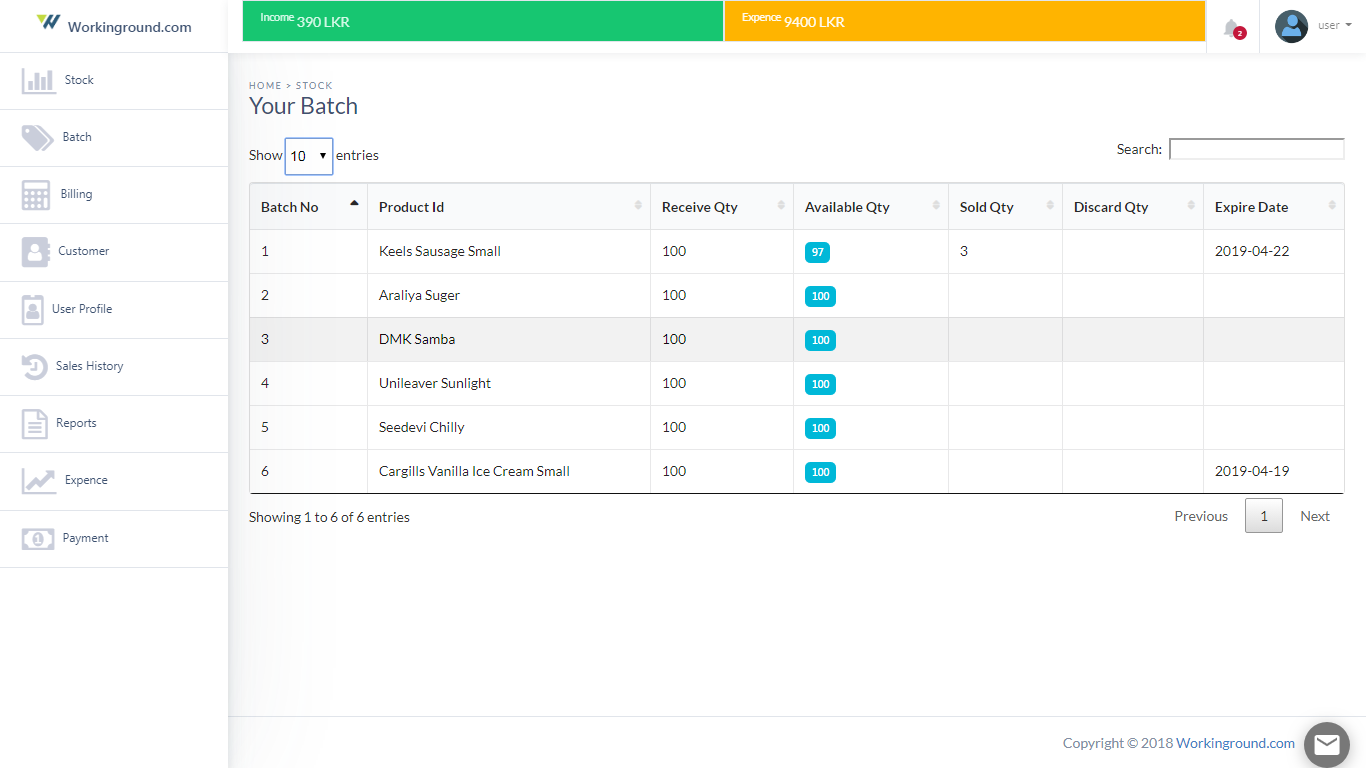 Workinground.com
Income 390 LKR
Expence 9400 LKR
2
user
Stock
Batch
Billing
Customer
User Profile
Sales History
Reports
Expence
1
Payment
HOME > STOCK
Your Batch
Show 10 entries
Search:
Batch No Product Id Receive Qty Available Qty Sold Qty Discard Qty Expire Date
1 Keels Sausage Small 100 97 3 2019-04-22
2 Araliya Suger 100 100
3 DMK Samba 100 100
4 Unileaver Sunlight 100 100
5 Seedevi Chilly 100 100
6 Cargills Vanilla Ice Cream Small 100 100 2019-04-19
Showing 1 to 6 of 6 entries
Previous 1 Next
Copyright © 2018 Workinground.com